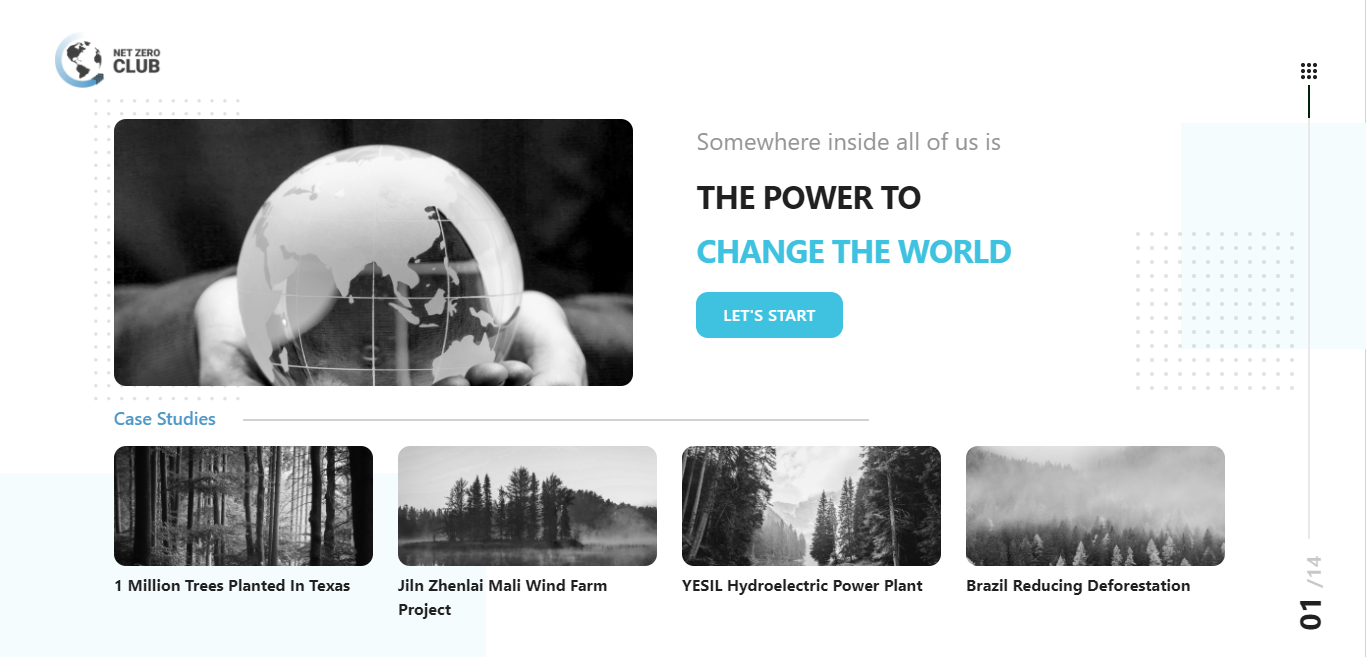 NET ZERO
CLUB
Somewhere inside all of us is
THE POWER TO
CHANGE THE WORLD
LET'S START
Case Studies
1 Million Trees Planted In Texas
Jiln Zhenlai Mali Wind Farm
Project
YESIL Hydroelectric Power Plant
Brazil Reducing Deforestation
01 /14